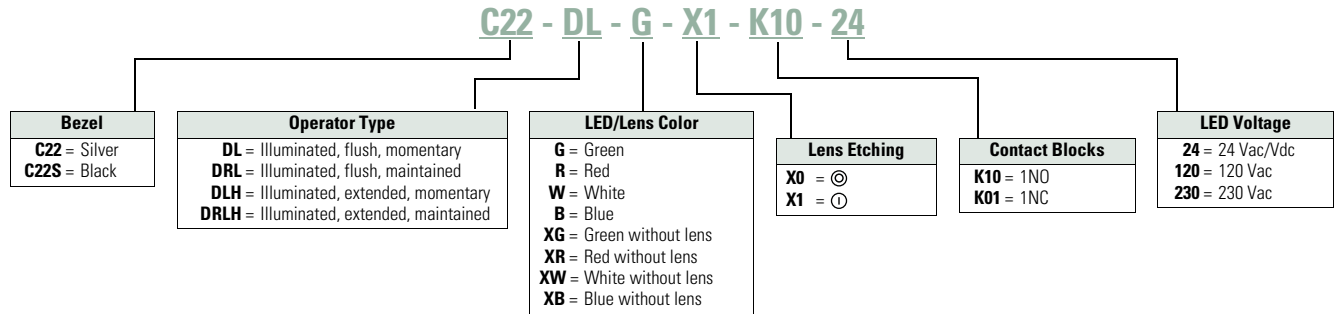 C22 - DL - G - X1 - K10 - 24
Bezel
C22 = Silver
C22S = Black
Operator Type
DL = Illuminated, flush, momentary
DRL = Illuminated, flush, maintained
DLH = Illuminated, extended, momentary
DRLH = Illuminated, extended, maintained
LED/Lens Color
G = Green
R = Red
W = White
B = Blue
XG = Green without lens
XR = Red without lens
XW = White without lens
XB = Blue without lens
Lens Etching
X0 = ◎
X1 = ⏼
Contact Blocks
K10 = 1NO
K01 = 1NC
LED Voltage
24 = 24 Vac/Vdc
120 = 120 Vac
230 = 230 Vac